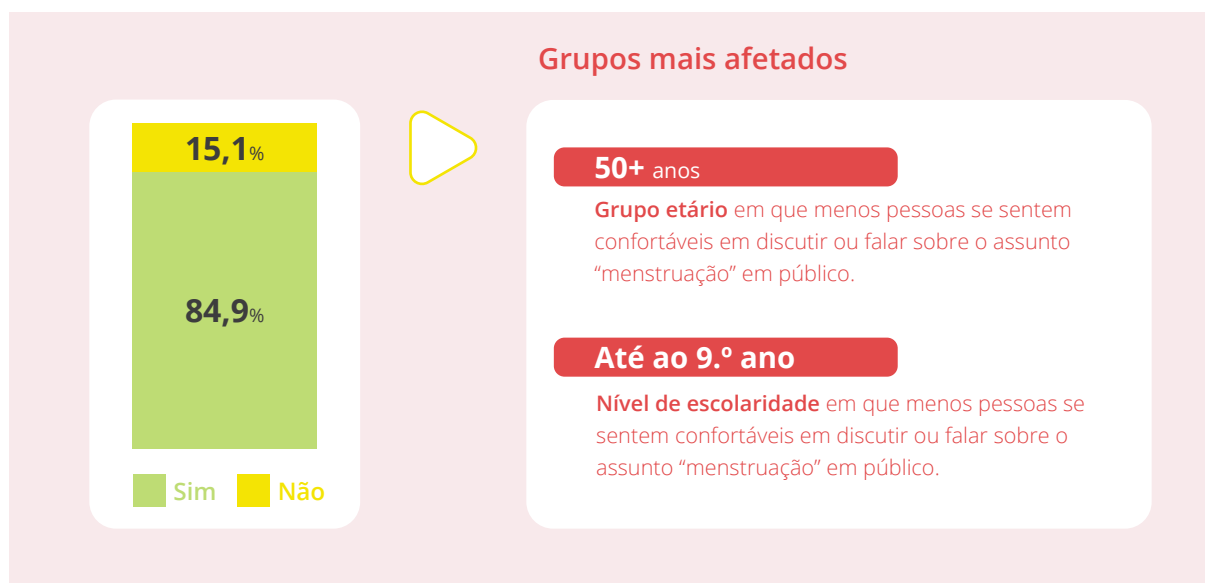 Grupos mais afetados
15,1%
84,9%
Sim
Não
50+ anos
Grupo etário em que menos pessoas se sentem
confortáveis em discutir ou falar sobre o assunto
“menstruação” em público.
Até ao 9.º ano
Nível de escolaridade em que menos pessoas se
sentem confortáveis em discutir ou falar sobre o
assunto “menstruação” em público.